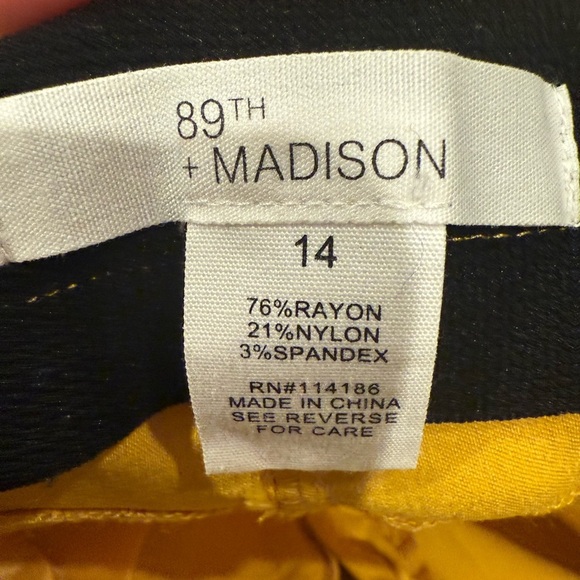 89TH
+ MADISON
14
76%RAYON
21%NYLON
3%SPANDEX
RN#114186
MADE IN CHINA
SEE REVERSE
FOR CARE